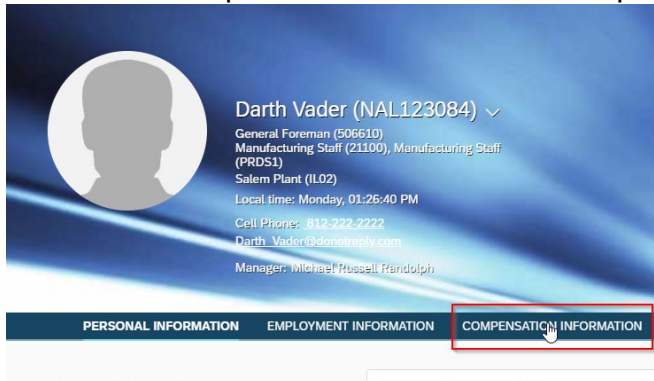 Darth Vader (NAL123084)
General Foreman (506610)
Manufacturing Staff (21100), Manufacturing Staff
(PRDS1)
Salem Plant (IL02)
Local time: Monday, 01:26:40 PM
Cell Phone: 812-222-2222
Darth_Vader@donotreply.com
Manager: Michael Russell Randolph
PERSONAL INFORMATION EMPLOYMENT INFORMATION COMPENSATION INFORMATION